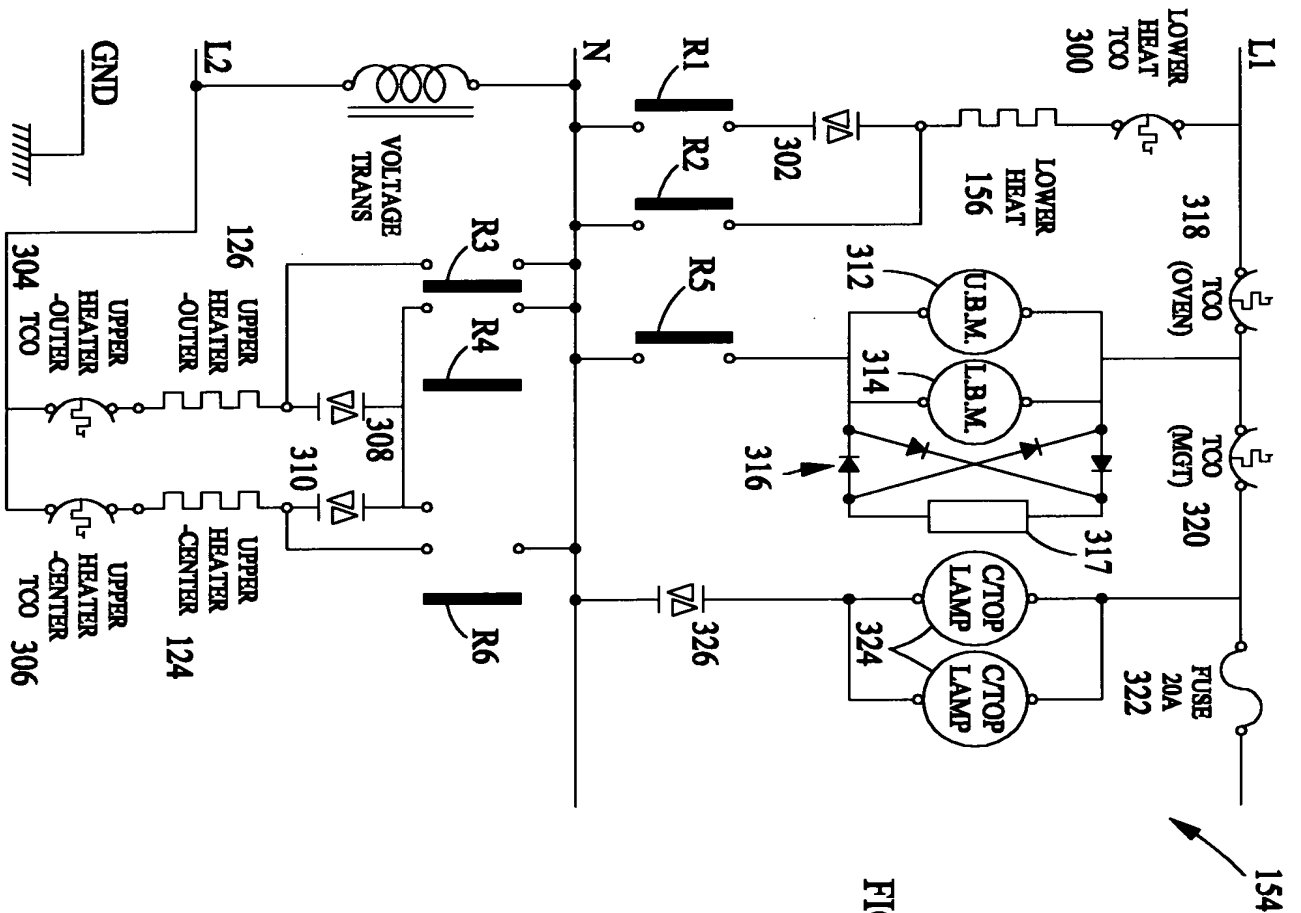 L1
LOWER
HEAT
TCO
300
318
TCO
(OVEN)
TCO
(MGT)
320
FUSE
20A
322
154
LOWER
HEAT
156
302
R1
R2
R5
312
U.B.M.
314
L.B.M.
316
317
C/TOP
LAMP
C/TOP
LAMP
324
326
FIG
N
VOLTAGE
TRANS
R3
R4
R6
L2
GND
126
UPPER
HEATER
-OUTER
308
310
UPPER
HEATER
-CENTER
124
UPPER
HEATER
-OUTER
304 TCO
UPPER
HEATER
-CENTER
TCO 306